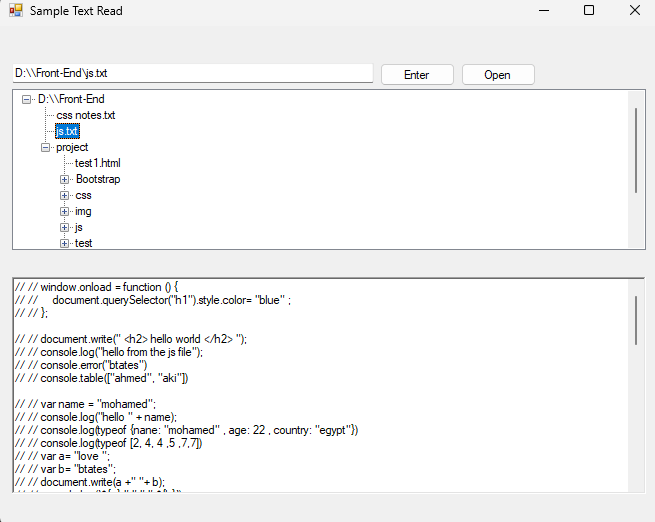 Sample Text Read
D:\\Front-End\js.txt
Enter
Open
D:\\Front-End
css notes.txt
js.txt
project
test1.html
Bootstrap
css
img
js
test
// // window.onload = function () {
// //     document.querySelector("h1").style.color= "blue" ;
// // };
// // document.write(" <h2> hello world </h2> ");
// // console.log("hello from the js file");
// // console.error("btates")
// // console.table(["ahmed", "aki"])
// // var name = "mohamed";
// // console.log("hello " + name);
// // console.log(typeof {nane: "mohamed" , age: 22 , country: "egypt"})
// // console.log(typeof [2, 4, 4 ,5 ,7,7])
// // var a= "love ";
// // var b= "btates";
// // document.write(a +" "+ b);